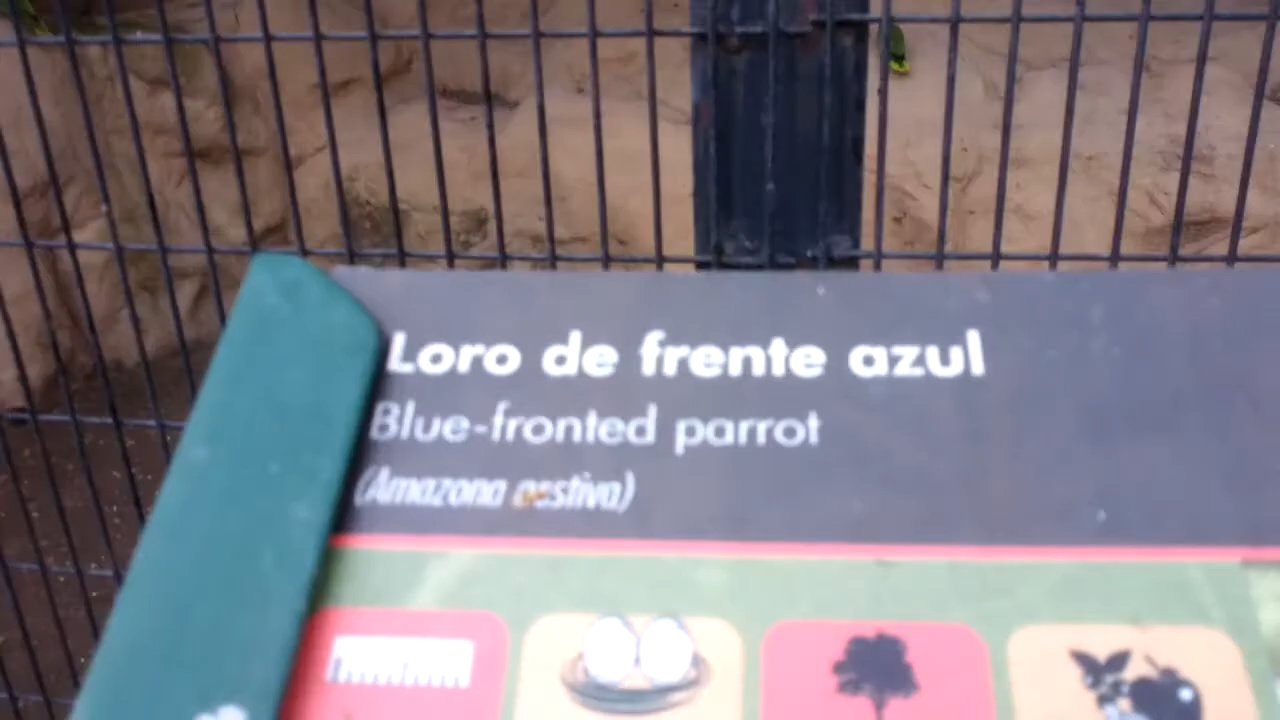 Loro de frente azul
Blue-fronted parrot
(Amazona aestiva)